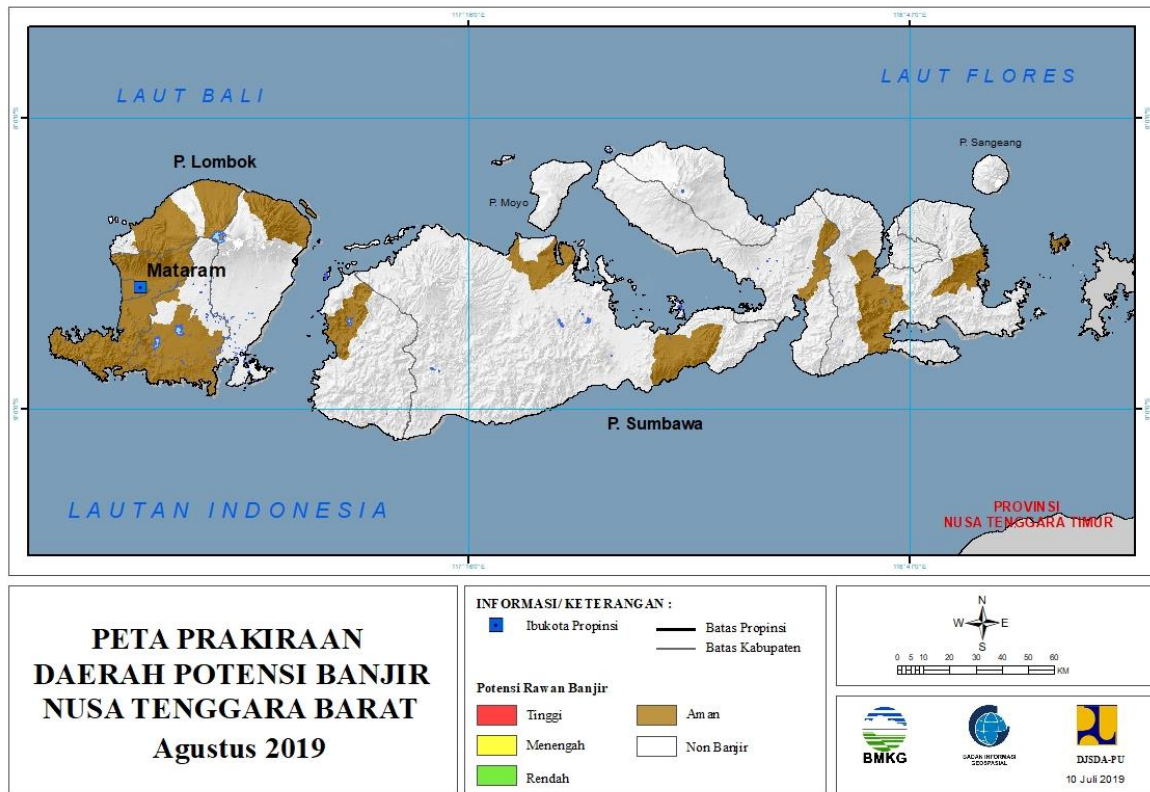 LAUT BALI
LAUT FLORES
P. Lombok
P. Sangeang
P. Moyo
Mataram
P. Sumbawa
LAUTAN INDONESIA
PROVINSI
NUSA TENGGARA TIMUR
PETA PRAKIRAAN
DAERAH POTENSI BANJIR
NUSA TENGGARA BARAT
Agustus 2019
INFORMASI/ KETERANGAN :
Ibukota Propinsi
Batas Propinsi
Batas Kabupaten
Potensi Rawan Banjir
Tinggi
Aman
Menengah
Non Banjir
Rendah
N
W
E
S
0 5 10 20 30 40 50 60
KM
BMKG
BADAN INFORMASI
GEOSPASIAL
DJSDA-PU
10 Juli 2019